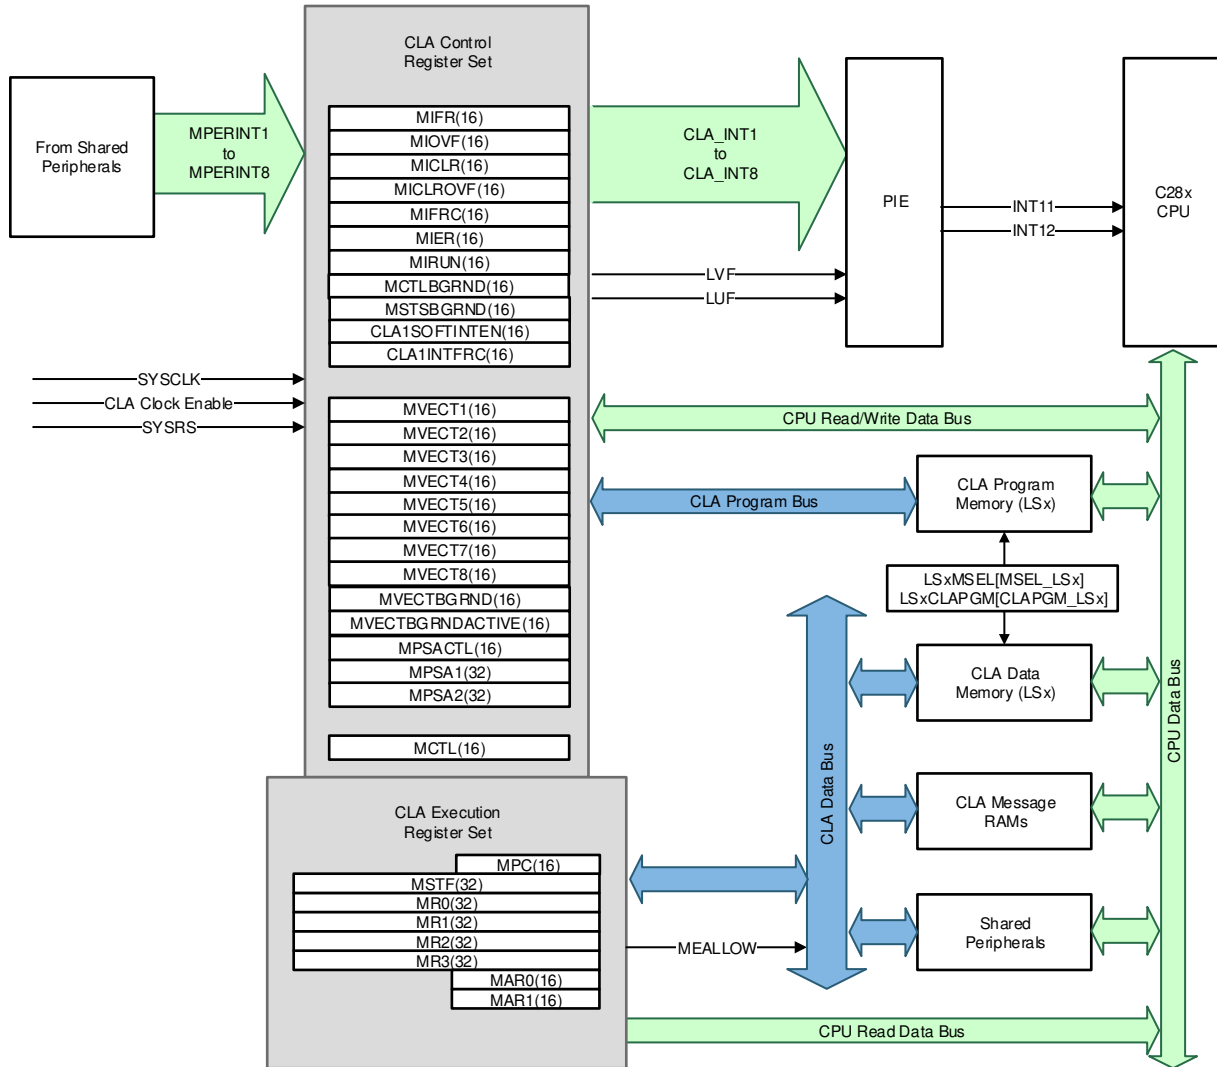 CLA Control
Register Set
From Shared
Peripherals
MPERINT1
to
MPERINT8
MIFR(16)
MIOVF(16)
MICLR(16)
MICLROVF(16)
MIFRC(16)
MIER(16)
MIRUN(16)
MCTLBGRND(16)
MSTSBGRND(16)
CLA1SOFTINTEN(16)
CLA1INTFRC(16)
CLA_INT1
to
CLA_INT8
LVF
LUF
PIE
INT11
INT12
C28x
CPU
SYSCLK
CLA Clock Enable
SYSRS
MVECT1(16)
MVECT2(16)
MVECT3(16)
MVECT4(16)
MVECT5(16)
MVECT6(16)
MVECT7(16)
MVECT8(16)
MVECTBGRND(16)
MVECTBGRNDACTIVE(16)
MPSACTL(16)
MPSA1(32)
MPSA2(32)
MCTL(16)
CPU Read/Write Data Bus
CLA Program Bus
CLA Program
Memory (LSx)
LSxMSEL[MSEL_LSx]
LSxCLAPGM[CLAPGM_LSx]
CLA Data
Memory (LSx)
CLA Message
RAMs
Shared
Peripherals
CLA Data Bus
CPU Data Bus
CLA Execution
Register Set
MPC(16)
MSTF(32)
MR0(32)
MR1(32)
MR2(32)
MR3(32)
MAR0(16)
MAR1(16)
MEALLOW
CPU Read Data Bus